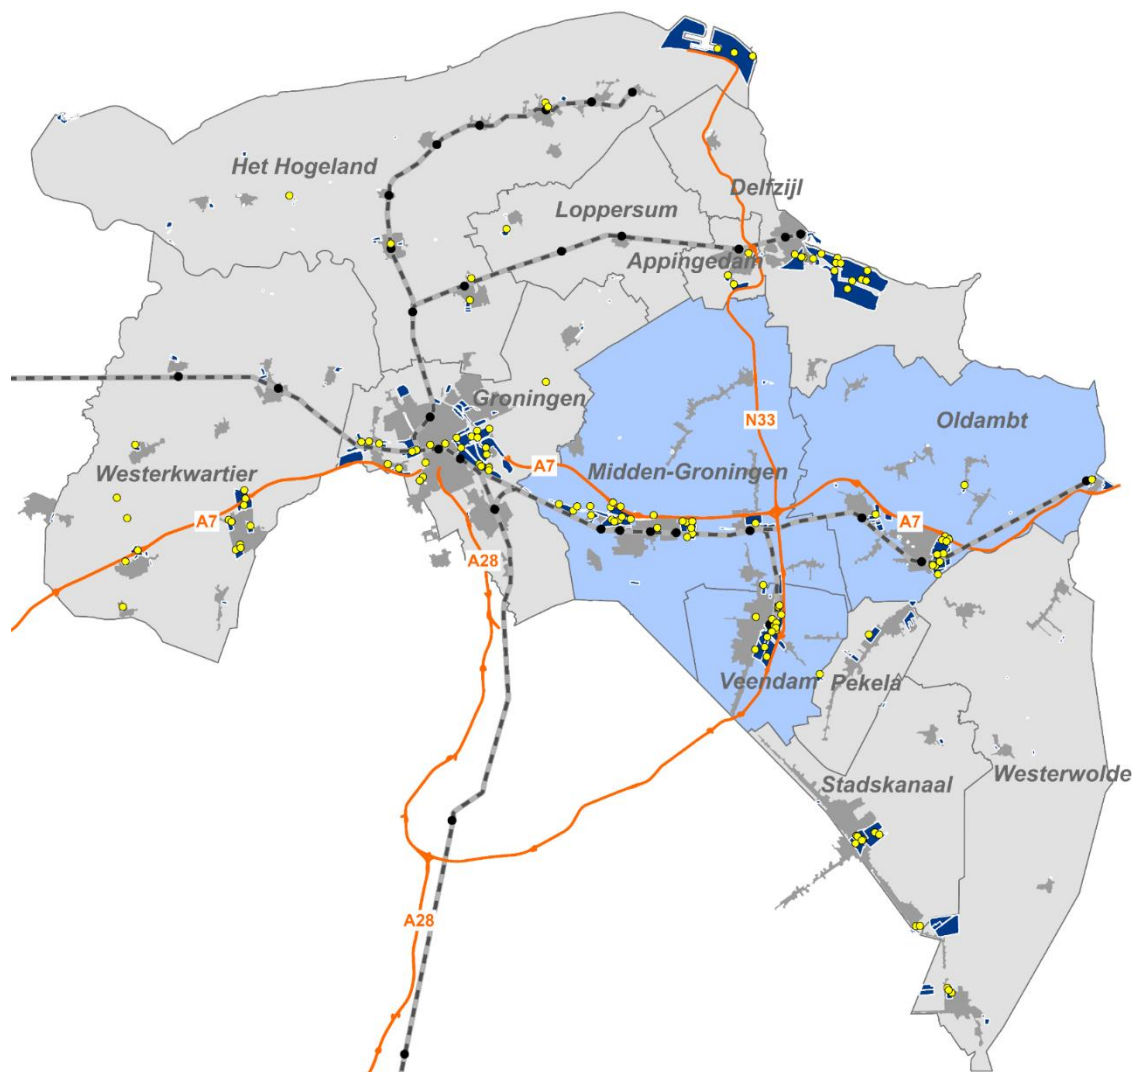 Het Hogeland
Delfzijl
Loppersum
Appingedam
Groningen
N33
Oldambt
Westerkwartier
A7
Midden-Groningen
A7
A7
A28
Veendam
Pekela
Stadskanaal
Westerwolde
A28